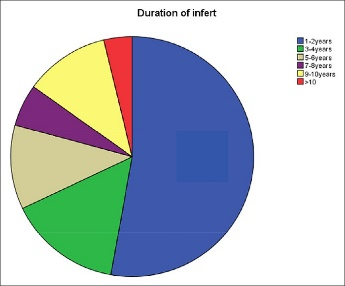 Duration of infert
1-2years
3-4years
5-6years
7-8years
9-10years
>10